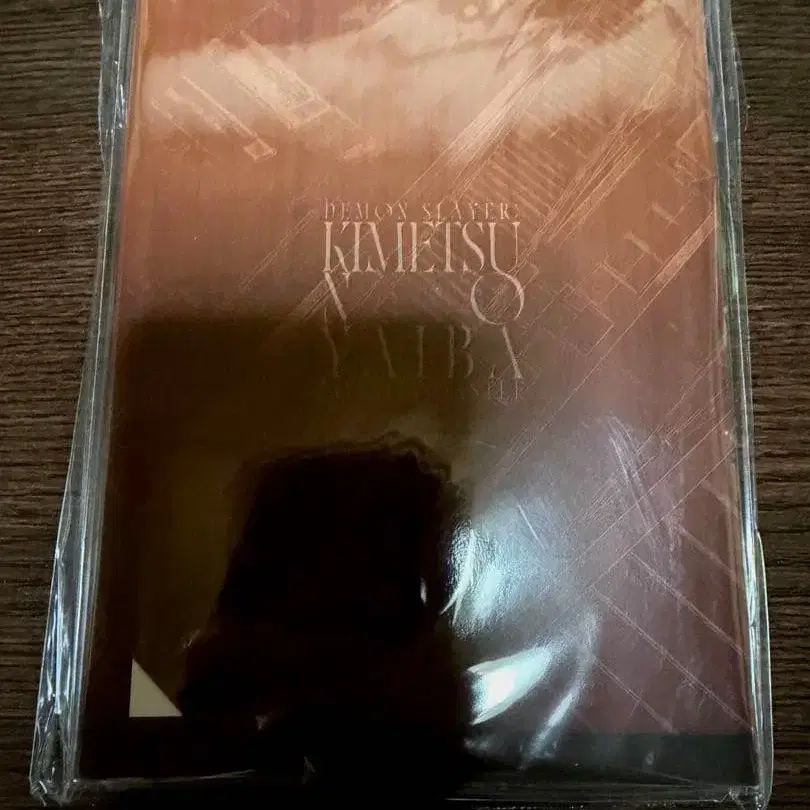 DEMON SLAYER:
KIMETSU
NO
YAIBA